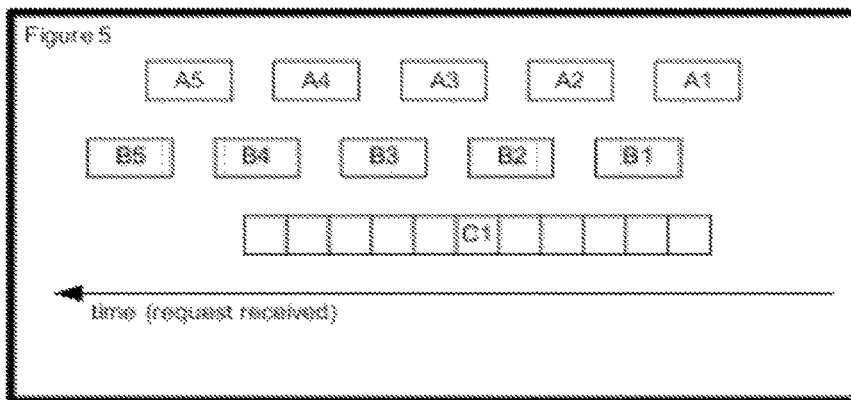 Figure 5
A5 A4 A3 A2 A1
B5 B4 B3 B2 B1
C1
time (request received)